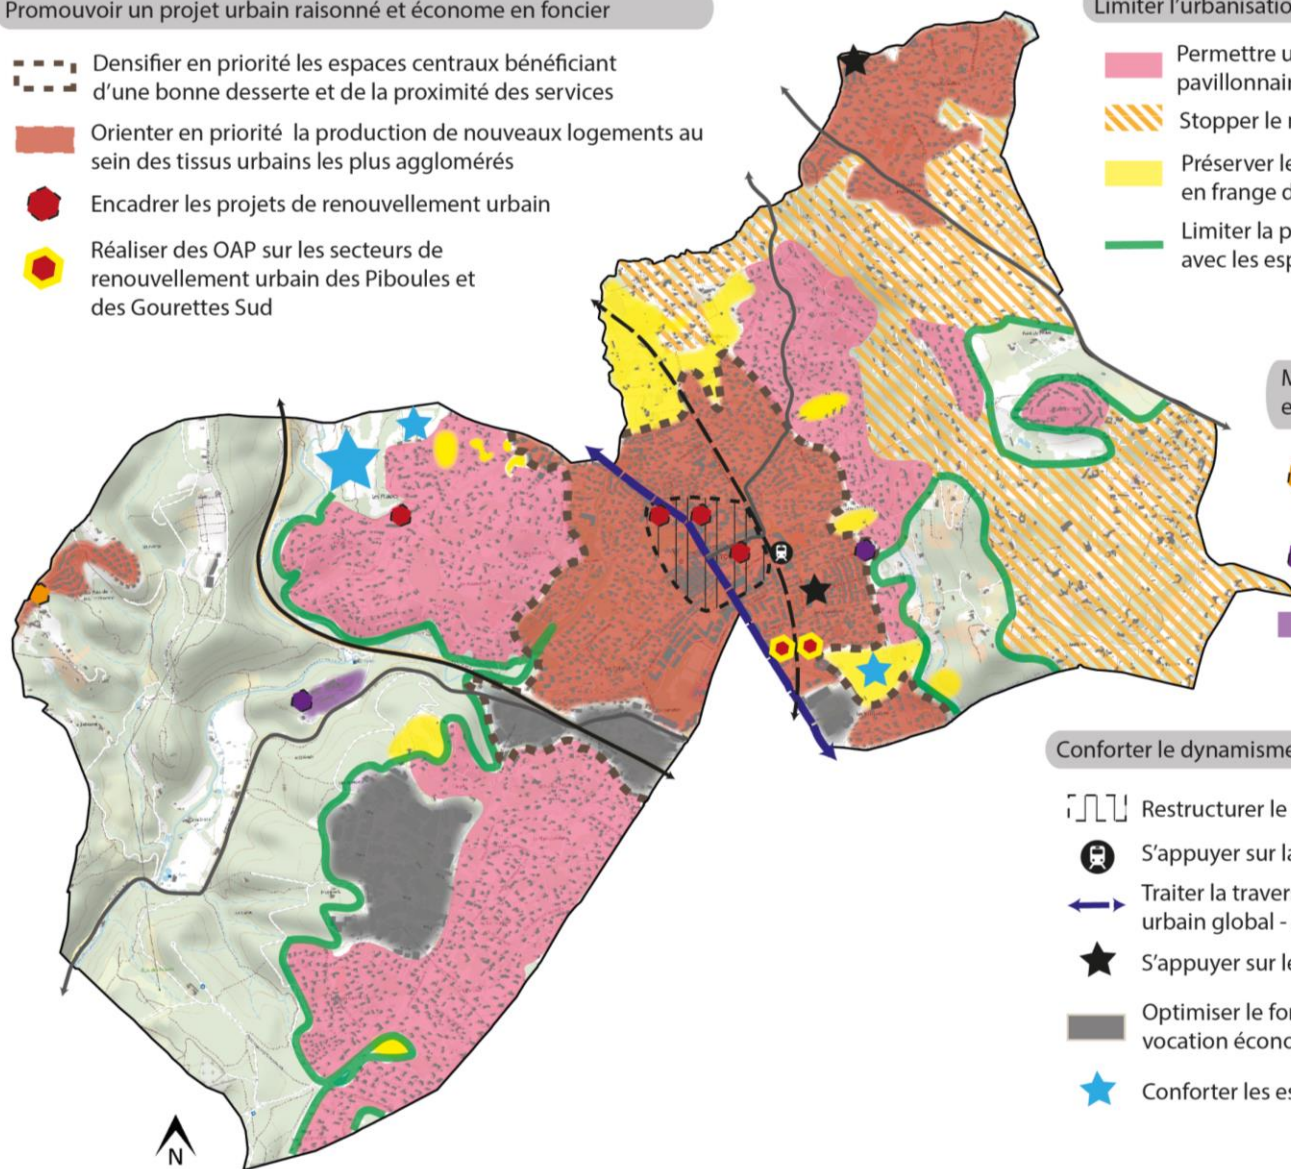 Promouvoir un projet urbain raisonné et économe en foncier
Densifier en priorité les espaces centraux bénéficiant
d'une bonne desserte et de la proximité des services
Orienter en priorité la production de nouveaux logements au
sein des tissus urbains les plus agglomérés
Encadrer les projets de renouvellement urbain
Réaliser des OAP sur les secteurs de
renouvellement urbain des Piboules et
des Gourettes Sud
Limiter l'urbanisatio
Permettre u
pavillonnair
Stopper le
Préserver le
en frange d
Limiter la p
avec les esp
M
e
Conforter le dynamisme
Restructurer le
S'appuyer sur la
Traiter la traver
urbain global -
S'appuyer sur le
Optimiser le fon
vocation écono
Conforter les es
N